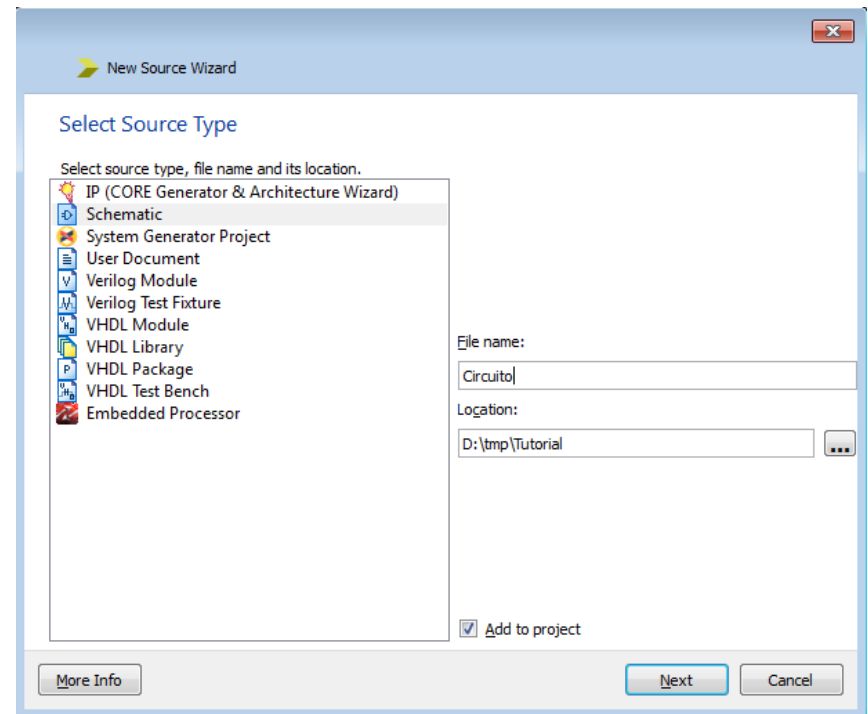 New Source Wizard
Select Source Type
Select source type, file name and its location.
IP (CORE Generator & Architecture Wizard)
Schematic
System Generator Project
User Document
Verilog Module
Verilog Test Fixture
VHDL Module
VHDL Library
VHDL Package
VHDL Test Bench
Embedded Processor
File name:
Circuito
Location:
D:\tmp\Tutorial
...
Add to project
More Info
Next
Cancel